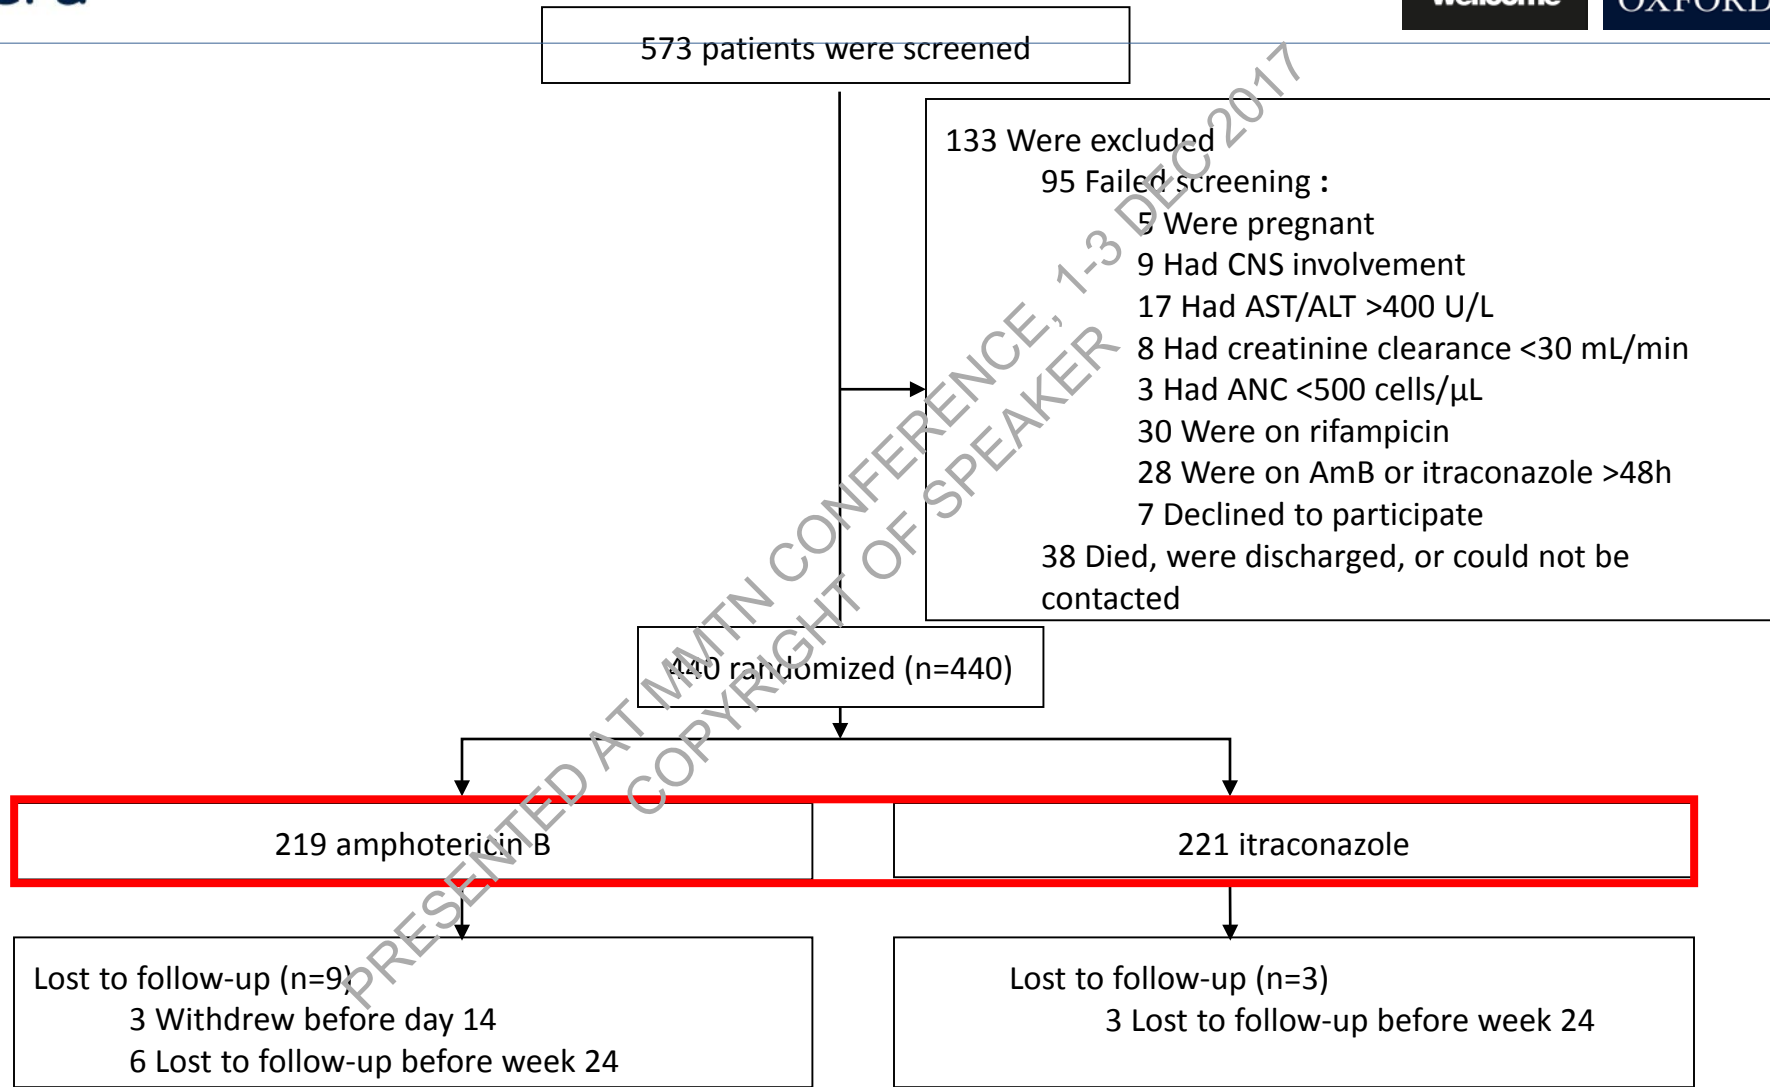 OXFORD
573 patients were screened
133 Were excluded
95 Failed screening :
5 Were pregnant
9 Had CNS involvement
17 Had AST/ALT >400 U/L
8 Had creatinine clearance <30 mL/min
3 Had ANC <500 cells/µL
30 Were on rifampicin
28 Were on AmB or itraconazole >48h
7 Declined to participate
38 Died, were discharged, or could not be
contacted
440 randomized (n=440)
219 amphotericin B
221 itraconazole
Lost to follow-up (n=9)
3 Withdrew before day 14
6 Lost to follow-up before week 24
Lost to follow-up (n=3)
3 Lost to follow-up before week 24
PRESENTED AT MMTN CONFERENCE, 1-3 DEC 2017
COPYRIGHT OF SPEAKER